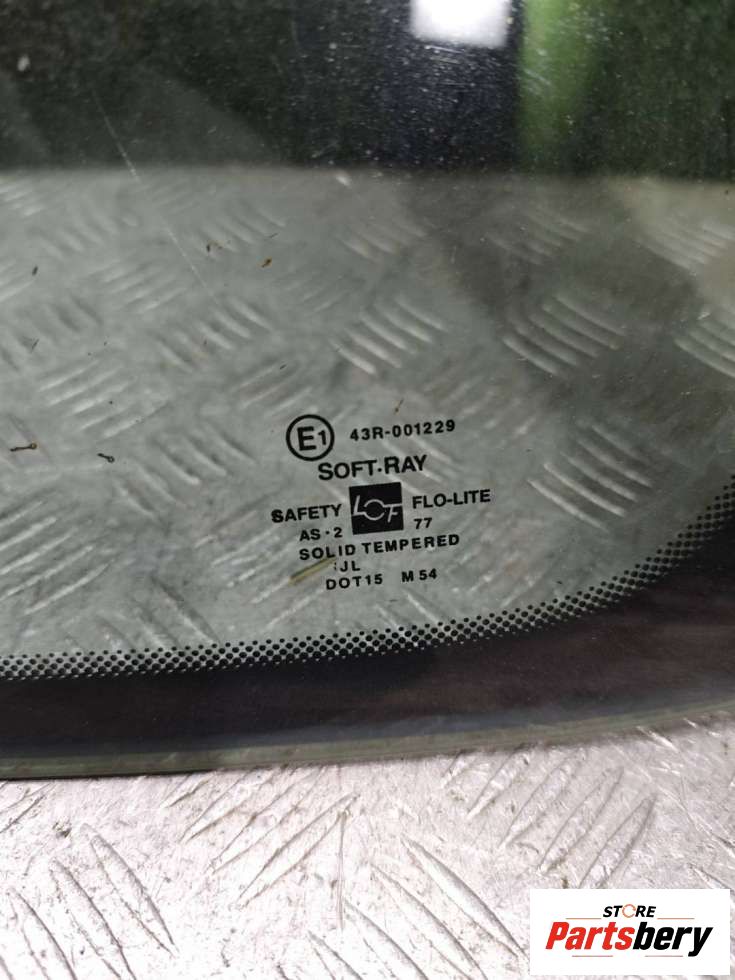 E1 43R-001229
SOFT·RAY
SAFETY LOF FLO-LITE
AS·2 77
SOLID TEMPERED
JL
DOT15 M54
STORE
Partsbery